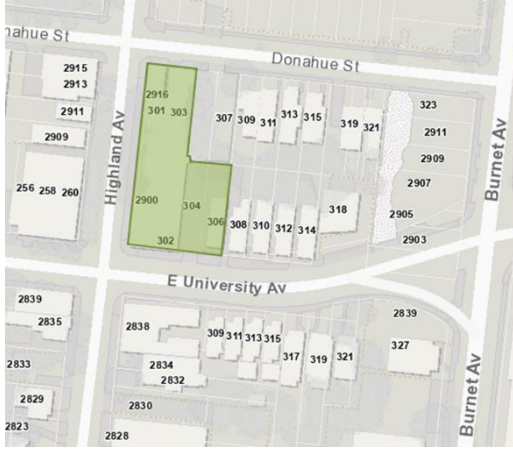 nahue St
Donahue St
2915
2913
2911
2909
256 258 260
Highland Av
2916
301 303
2900
304
306
302
307 309 311 313 315
319 321
323
2911
2909
2907
2905
2903
Burnet Av
308 310 312 314
318
E University Av
2839
2835
2833
2829
2823
2838
2834
2832
2830
2828
309 311 313 315
317 319 321
2839
327
Burnet Av